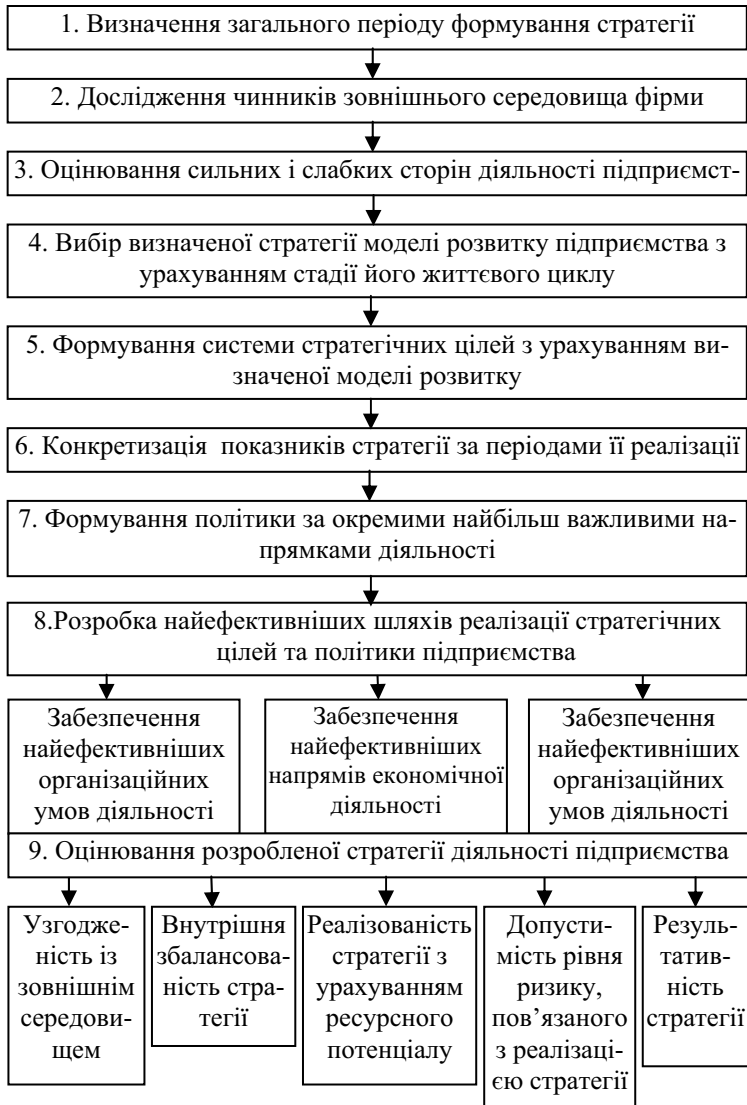 1. Визначення загального періоду формування стратегії
2. Дослідження чинників зовнішнього середовища фірми
3. Оцінювання сильних і слабких сторін діяльності підприємст-
4. Вибір визначеної стратегії моделі розвитку підприємства з
урахуванням стадії його життєвого циклу
5. Формування системи стратегічних цілей з урахуванням ви-
значеної моделі розвитку
6. Конкретизація показників стратегії за періодами її реалізації
7. Формування політики за окремими найбільш важливими на-
прямками діяльності
8.Розробка найефективніших шляхів реалізації стратегічних
цілей та політики підприємства
Забезпечення
найефективніших
організаційних
умов діяльності
Забезпечення
найефективніших
напрямів економічної
діяльності
Забезпечення
найефективніших
організаційних
умов діяльності
9. Оцінювання розробленої стратегії діяльності підприємства
Узгодже-
ність із
зовнішнім
середови-
щем
Внутрішня
збалансова-
ність стра-
тегії
Реалізованість
стратегії з
урахуванням
ресурсного
потенціалу
Допусти-
мість рівня
ризику,
пов’язаного
з реалізаці-
єю стратегії
Резуль-
татив-
ність
стратегії